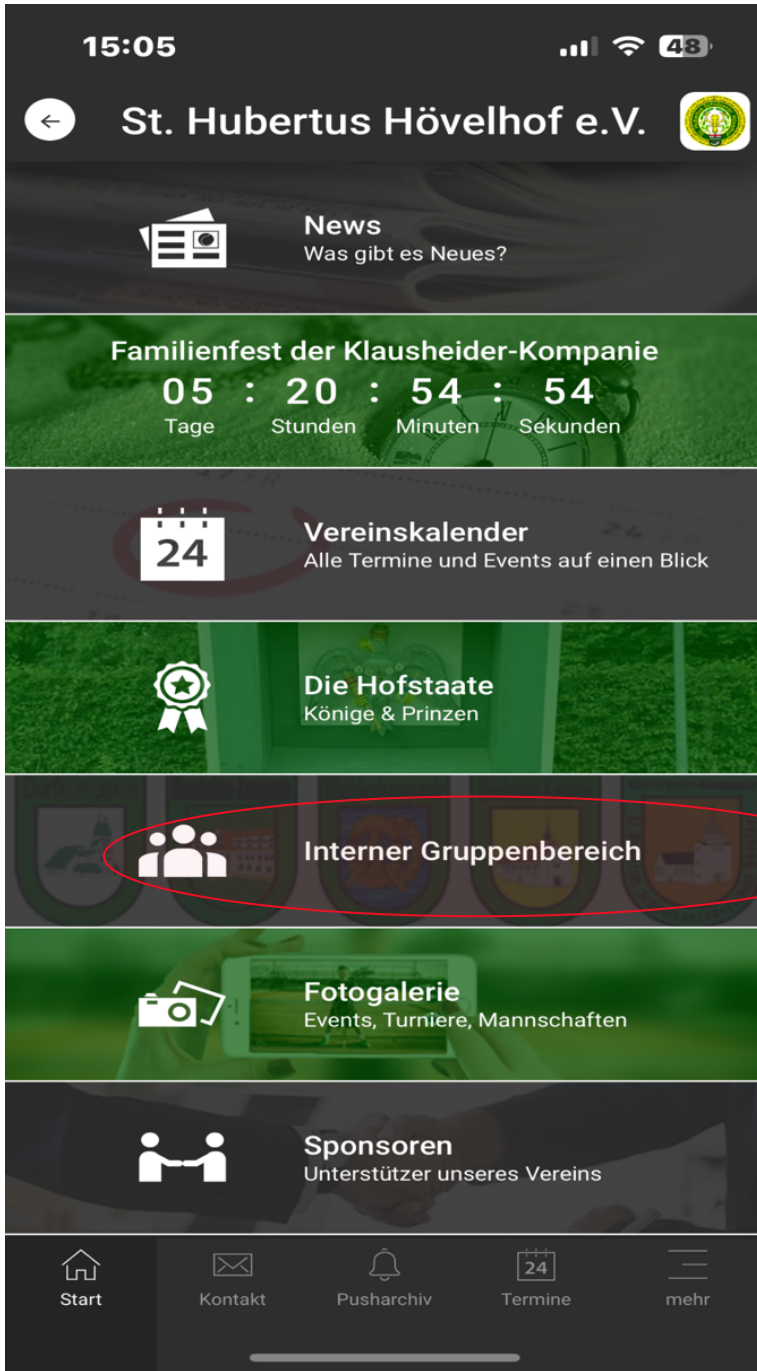 15:05
48
St. Hubertus Hövelhof e.V.
News
Was gibt es Neues?
Familienfest der Klausheider-Kompanie
05 : 20 : 54 : 54
Tage Stunden Minuten Sekunden
24
Vereinskalender
Alle Termine und Events auf einen Blick
Die Hofstaate
Könige & Prinzen
Interner Gruppenbereich
Fotogalerie
Events, Turniere, Mannschaften
Sponsoren
Unterstützer unseres Vereins
24
Start Kontakt Pusharchiv Termine mehr